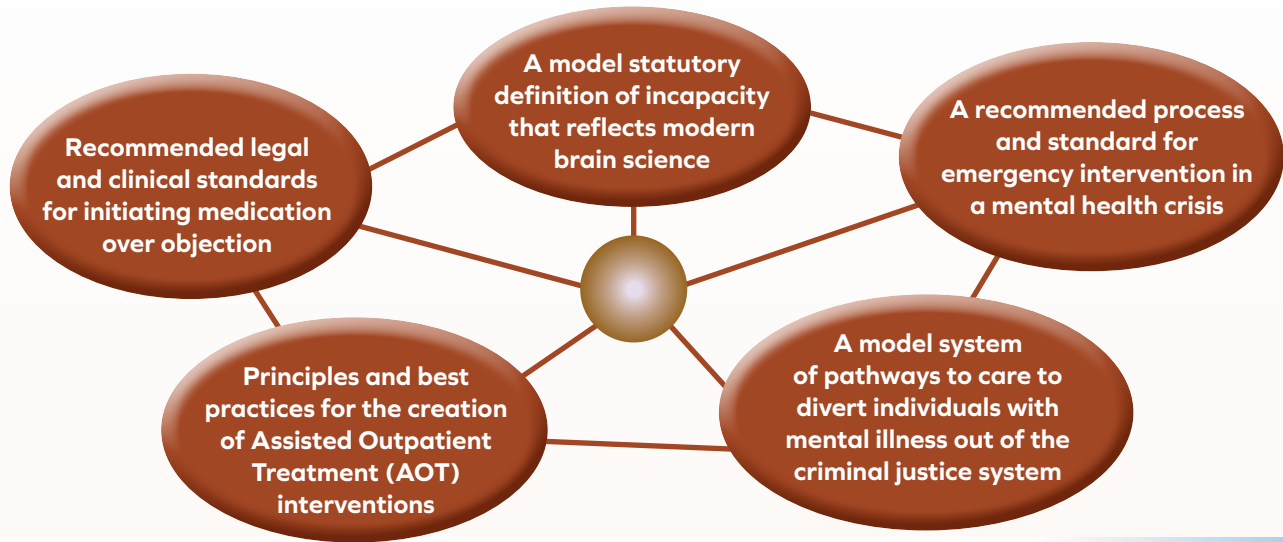 A model statutory
definition of incapacity
that reflects modern
brain science
A recommended process
and standard for
emergency intervention in
a mental health crisis
Recommended legal
and clinical standards
for initiating medication
over objection
Principles and best
practices for the creation
of Assisted Outpatient
Treatment (AOT)
interventions
A model system
of pathways to care to
divert individuals with
mental illness out of the
criminal justice system